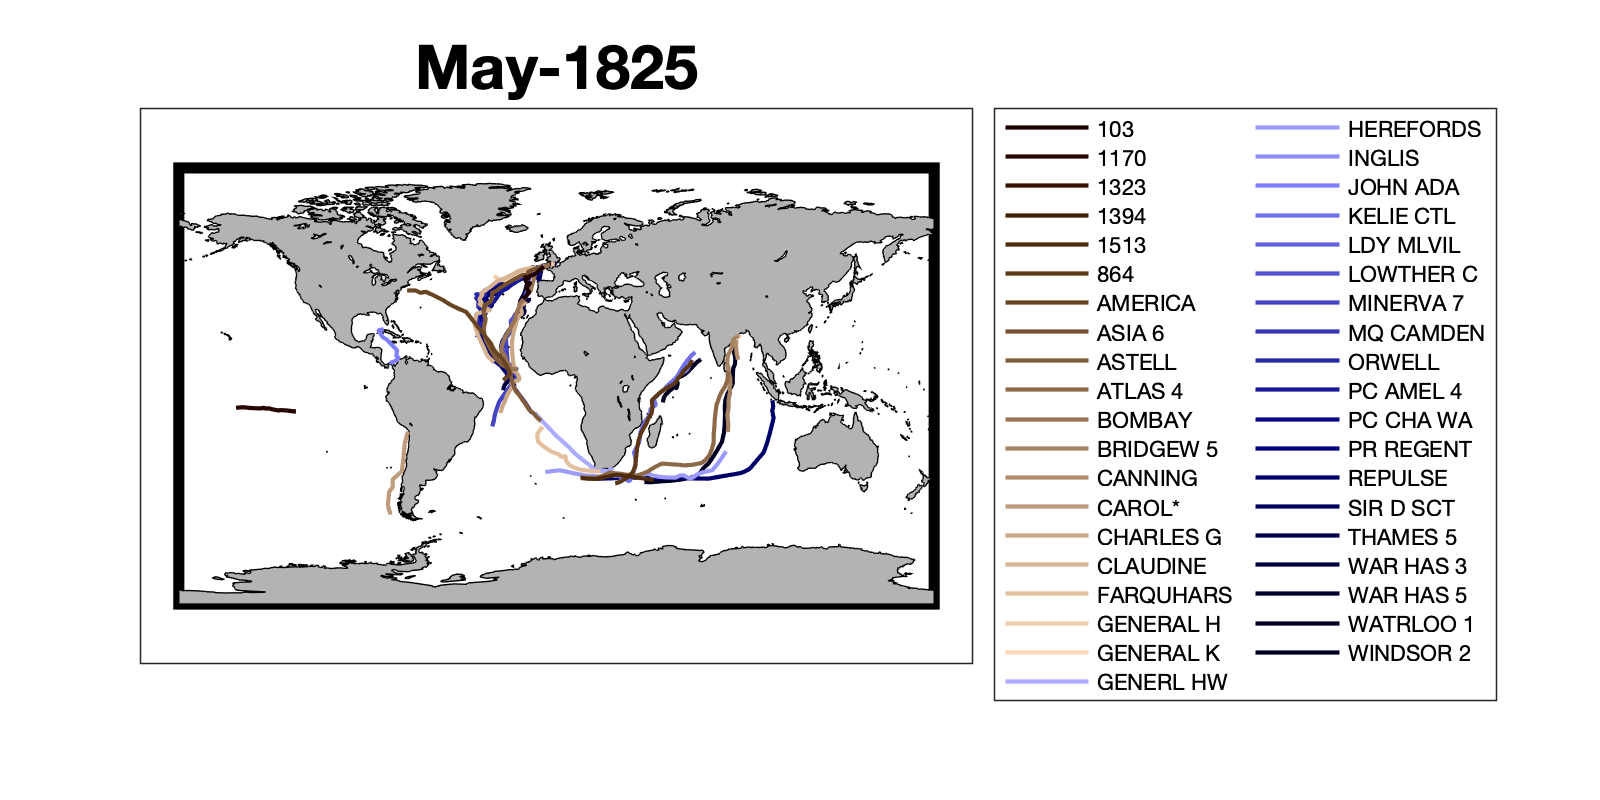 May-1825
103
1170
1323
1394
1513
864
AMERICA
ASIA 6
ASTELL
ATLAS 4
BOMBAY
BRIDGEW 5
CANNING
CAROL*
CHARLES G
CLAUDINE
FARQUHARS
GENERAL H
GENERAL K
GENERL HW
HEREFORDS
INGLIS
JOHN ADA
KELIE CTL
LDY MLVIL
LOWTHER C
MINERVA 7
MQ CAMDEN
ORWELL
PC AMEL 4
PC CHA WA
PR REGENT
REPULSE
SIR D SCT
THAMES 5
WAR HAS 3
WAR HAS 5
WATRLOO 1
WINDSOR 2